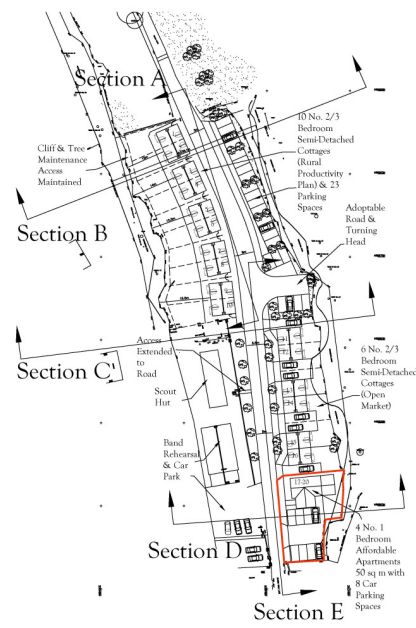 Section A
10 No. 2/3
Bedroom
Semi-Detached
Cottages
(Rural
Productivity
Plan) & 23
Parking
Spaces
Cliff & Tree
Maintenance
Access
Maintained
Adoptable
Road &
Turning
Head
Section B
Access
Extended
to
Road
6 No. 2/3
Bedroom
Semi-Detached
Cottages
(Open
Market)
Section C
Scout
Hut
Band
Rehearsal
& Car
Park
17-20
4 No. 1
Bedroom
Affordable
Apartments
50 sq m with
8 Car
Parking
Spaces
Section D
Section E